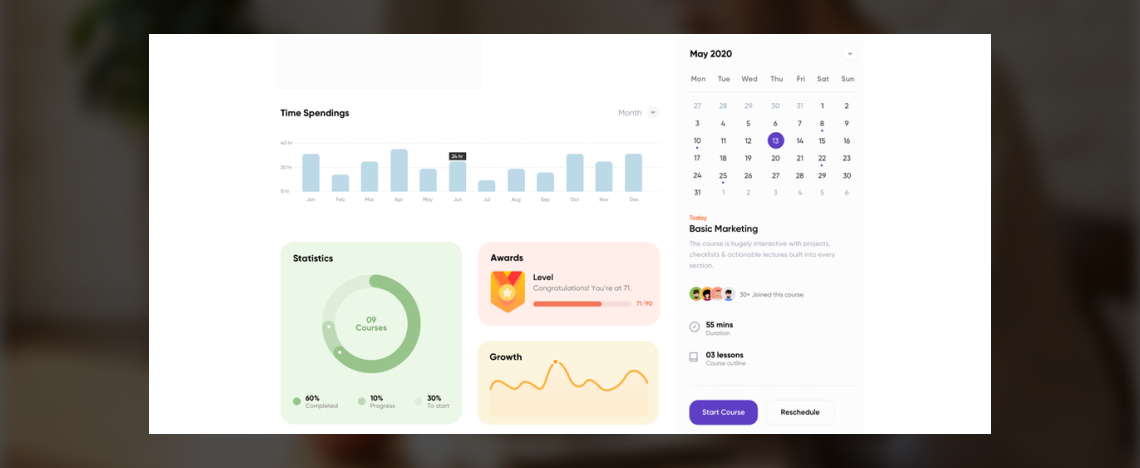 Time Spendings
Month
40 hr
20 hr
0 hr
24 hr
Jan Feb Mar Apr May Jun Jul Aug Sep Oct Nov Dec
Statistics
09
Courses
60%
Completed
10%
Progress
30%
To start
Awards
Level
Congratulations! You're at 71.
71/90
Growth
May 2020
Mon Tue Wed Thu Fri Sat Sun
27 28 29 30 31 1 2
3 4 5 6 7 8 9
10 11 12 13 14 15 16
17 18 19 20 21 22 23
24 25 26 27 28 29 30
31 1 2 3 4 5 6
Today
Basic Marketing
The course is hugely interactive with projects,
checklists & actionable lectures built into every
section.
30+ Joined this course
55 mins
Duration
03 lessons
Course outline
Start Course
Reschedule